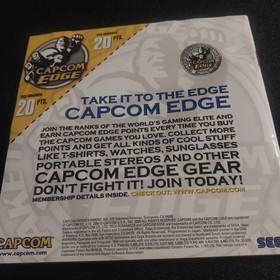 20 PTS.
CAPCOM
EDGE
20
PTS.
TAKE IT TO THE EDGE
CAPCOM EDGE
JOIN THE RANKS OF THE WORLD'S GAMING ELITE AND
EARN CAPCOM EDGE POINTS EVERY TIME YOU BUY
THE CAPCOM GAMES YOU LOVE. COLLECT MORE
POINTS AND GET ALL KINDS OF COOL STUFF
LIKE T-SHIRTS, WATCHES, SUNGLASSES
PORTABLE STEREOS AND OTHER
CAPCOM EDGE GEAR
DON'T FIGHT IT! JOIN TODAY!
MEMBERSHIP DETAILS INSIDE. CHECK OUT: WWW.CAPCOM.COM
CAPCOM
SEGA